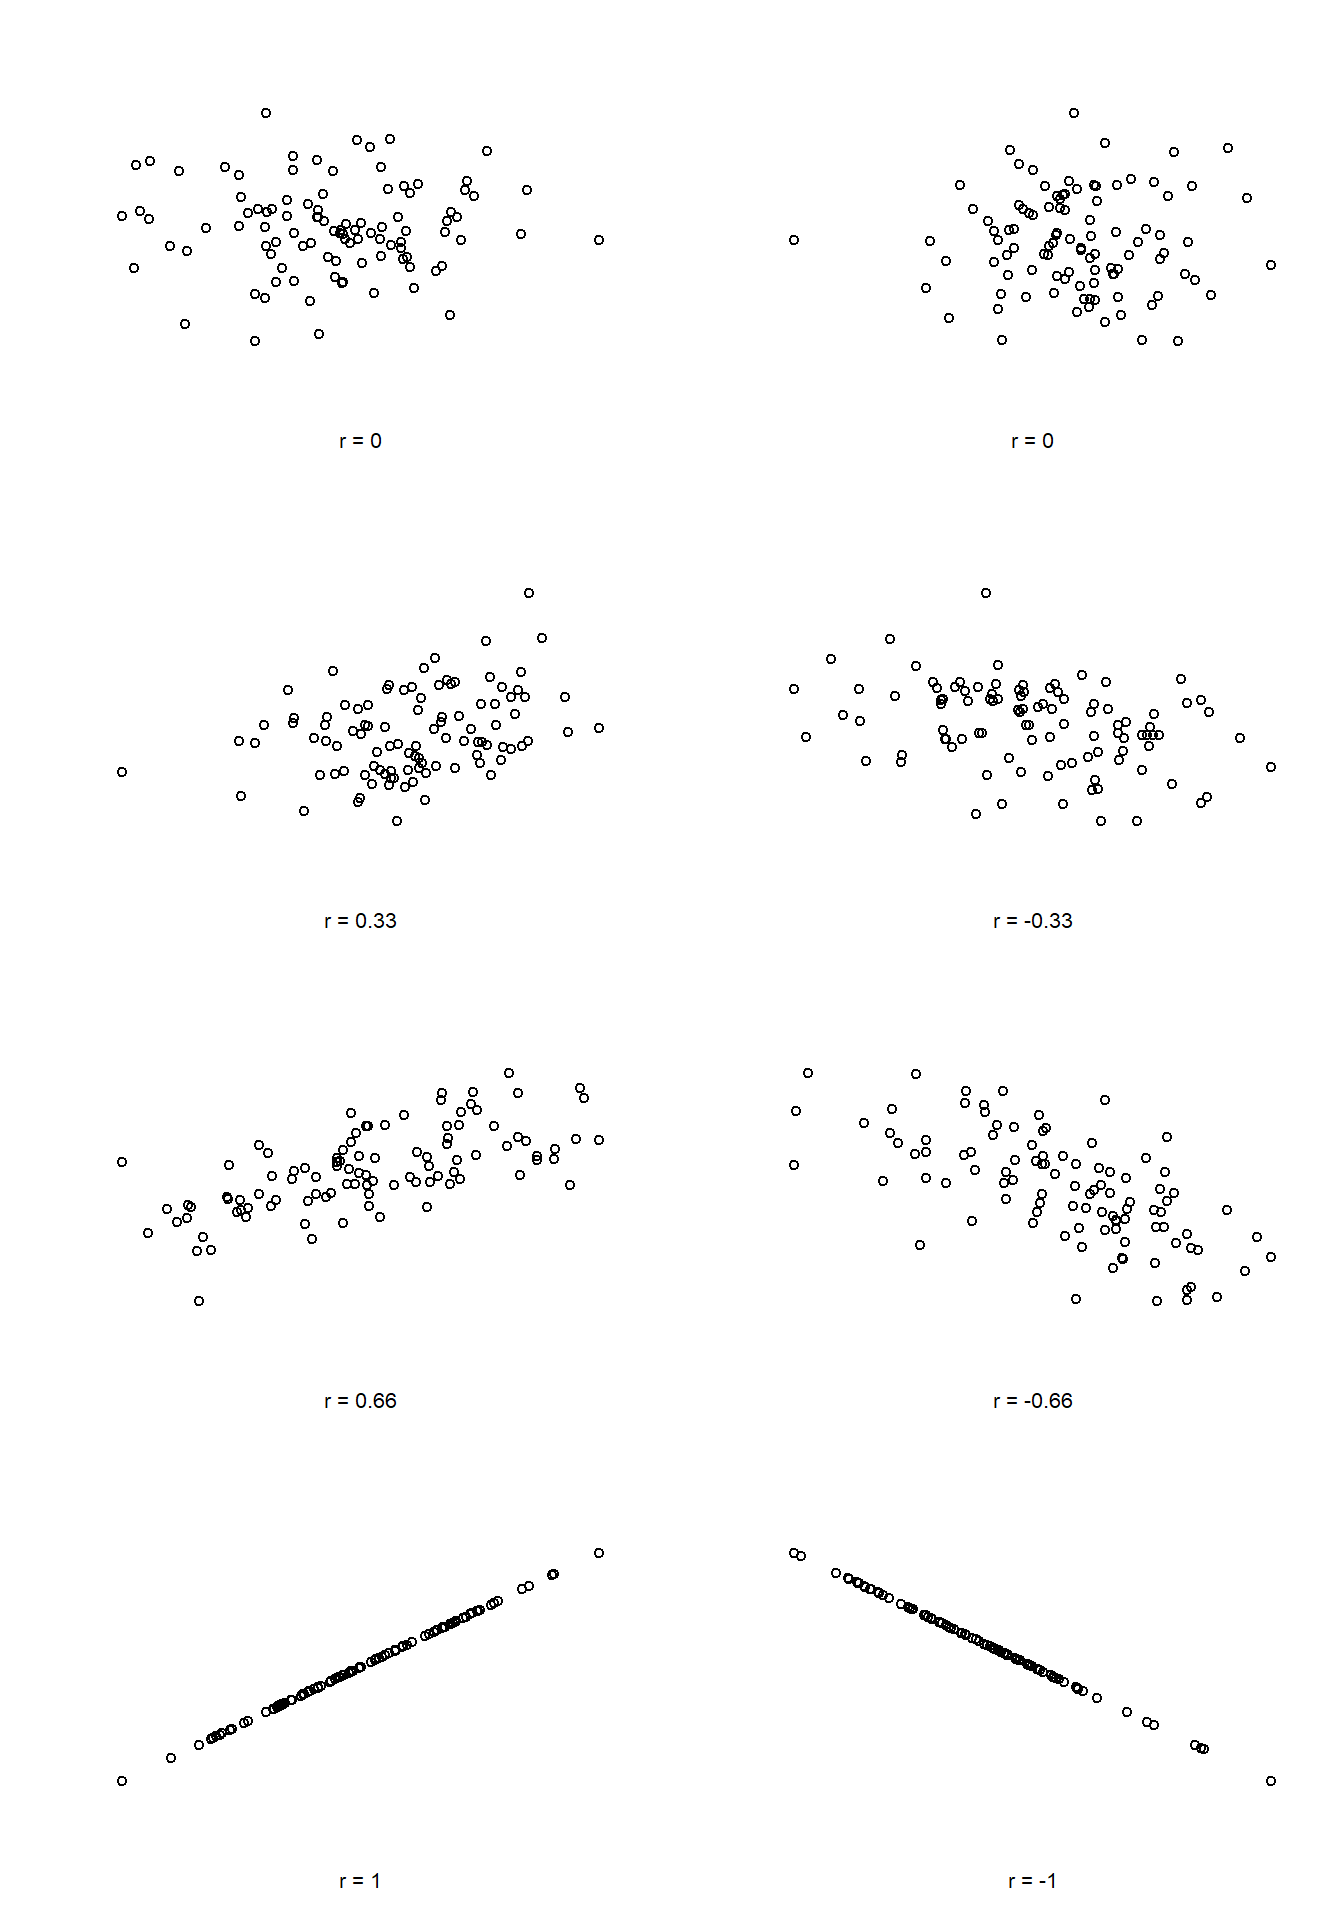 r = 0
r = 0
r = 0.33
r = -0.33
r = 0.66
r = -0.66
r = 1
r = -1